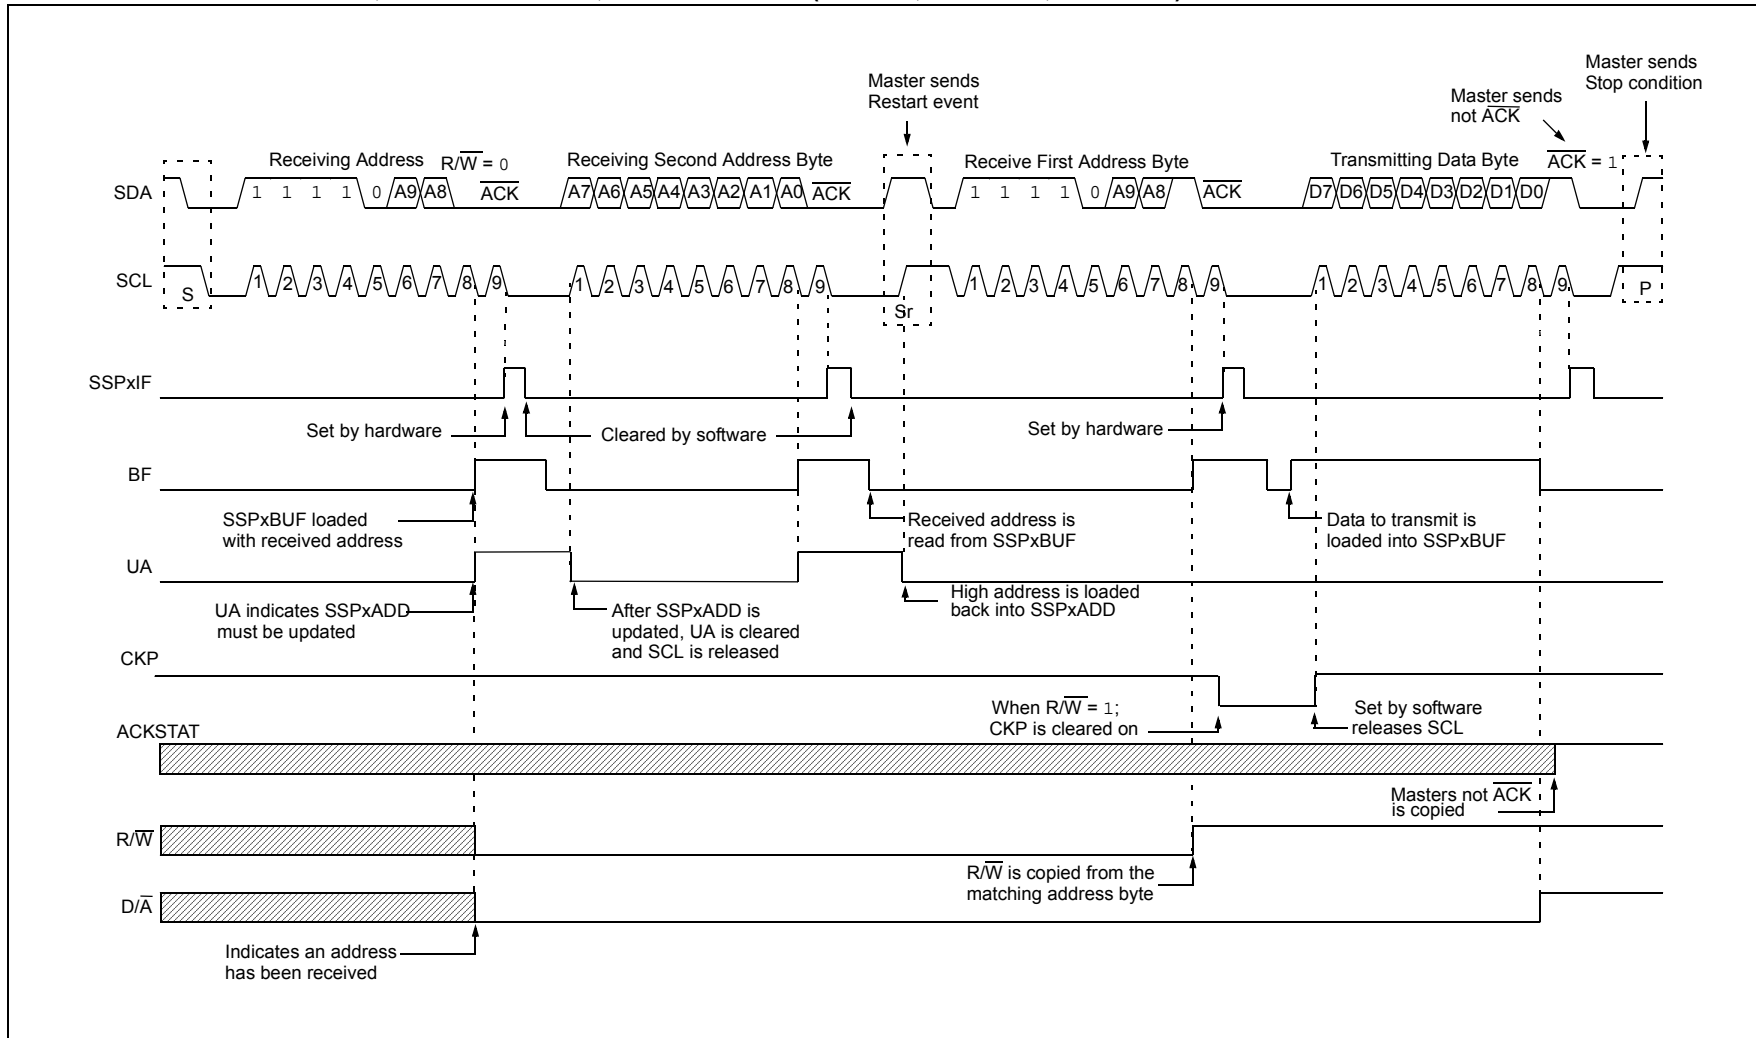 Master sends
Stop condition
Master sends
Restart event
Master sends
not ACK
Receiving Address R/W = 0
Receiving Second Address Byte
Receive First Address Byte
Transmitting Data Byte
ACK = 1
SDA
1 1 1 1 0 A9 A8 ACK
A7 A6 A5 A4 A3 A2 A1 A0 ACK
1 1 1 1 0 A9 A8 ACK
D7 D6 D5 D4 D3 D2 D1 D0
SCL
S
1 2 3 4 5 6 7 8 9
1 2 3 4 5 6 7 8 9
Sr
1 2 3 4 5 6 7 8 9
1 2 3 4 5 6 7 8 9
P
SSPxIF
Set by hardware
Cleared by software
Set by hardware
BF
SSPxBUF loaded
with received address
Received address is
read from SSPxBUF
Data to transmit is
loaded into SSPxBUF
UA
UA indicates SSPxADD
must be updated
After SSPxADD is
updated, UA is cleared
and SCL is released
High address is loaded
back into SSPxADD
CKP
When R/W = 1;
CKP is cleared on
Set by software
releases SCL
ACKSTAT
Masters not ACK
is copied
R/W
R/W is copied from the
matching address byte
D/A
Indicates an address
has been received